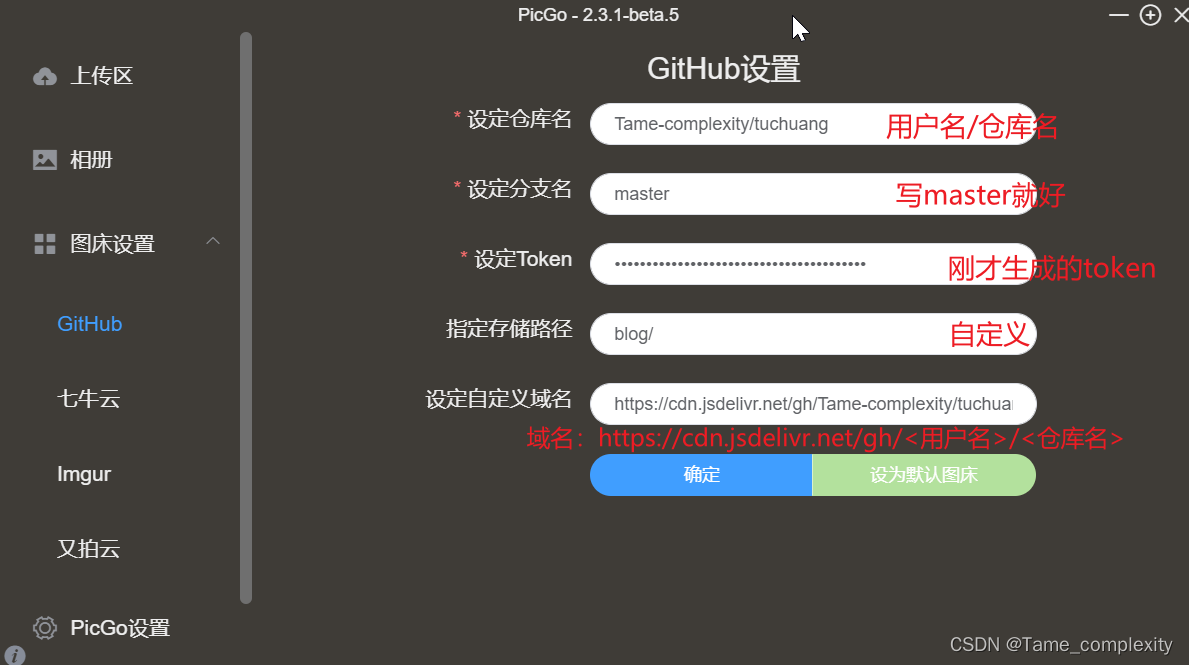 PicGo - 2.3.1-beta.5
上传区
相册
图床设置
GitHub
七牛云
Imgur
又拍云
PicGo设置
GitHub设置
* 设定仓库名 Tame-complexity/tuchuang 用户名/仓库名
* 设定分支名 master 写master就好
* 设定Token •••••••••••••••••••••••••••••••••••••••• 刚才生成的token
指定存储路径 blog/ 自定义
设定自定义域名 https://cdn.jsdelivr.net/gh/Tame-complexity/tuchua
域名：https://cdn.jsdelivr.net/gh/<用户名>/<仓库名>
确定 设为默认图床
CSDN @Tame_complexity